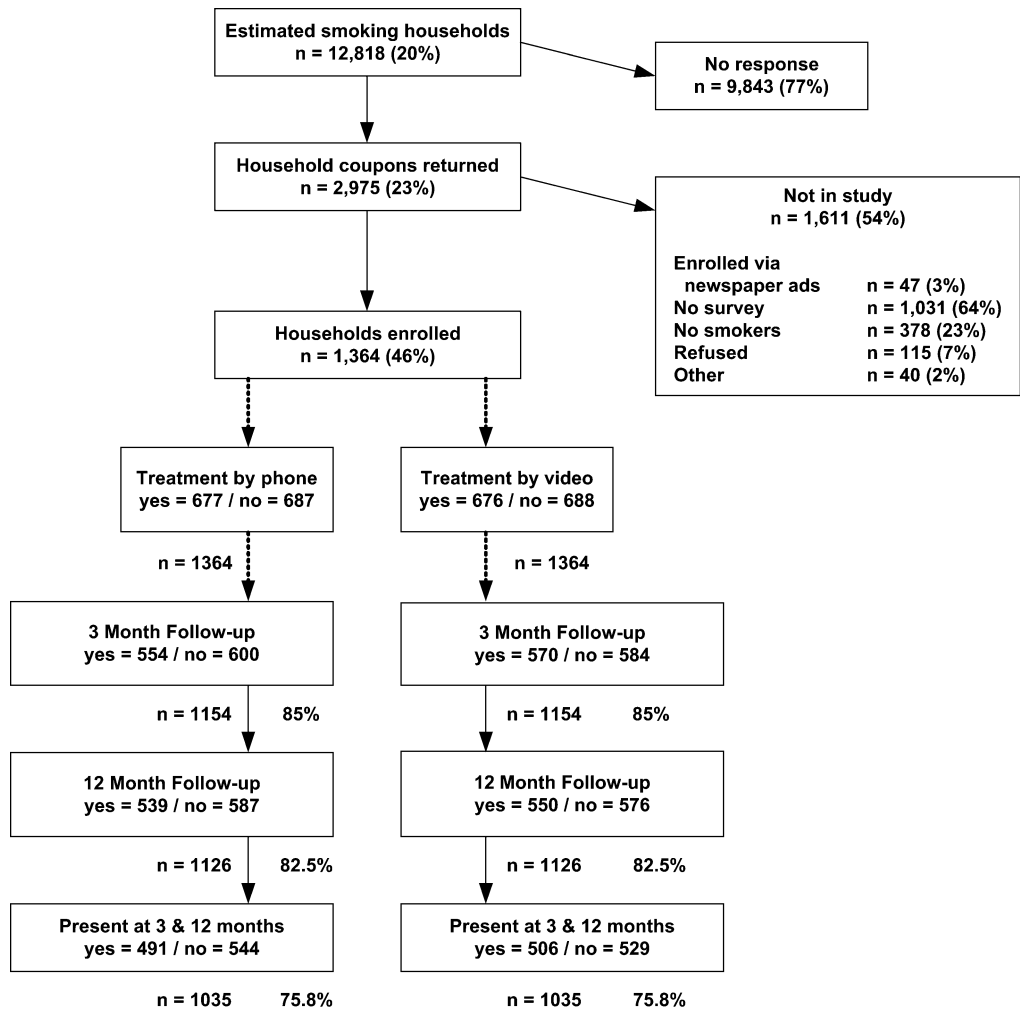 Estimated smoking households
n = 12,818 (20%)
No response
n = 9,843 (77%)
Household coupons returned
n = 2,975 (23%)
Not in study
n = 1,611 (54%)
Enrolled via
newspaper ads n = 47 (3%)
No survey n = 1,031 (64%)
No smokers n = 378 (23%)
Refused n = 115 (7%)
Other n = 40 (2%)
Households enrolled
n = 1,364 (46%)
Treatment by phone
yes = 677 / no = 687
Treatment by video
yes = 676 / no = 688
n = 1364
n = 1364
3 Month Follow-up
yes = 554 / no = 600
3 Month Follow-up
yes = 570 / no = 584
n = 1154 85%
n = 1154 85%
12 Month Follow-up
yes = 539 / no = 587
12 Month Follow-up
yes = 550 / no = 576
n = 1126 82.5%
n = 1126 82.5%
Present at 3 & 12 months
yes = 491 / no = 544
Present at 3 & 12 months
yes = 506 / no = 529
n = 1035 75.8%
n = 1035 75.8%